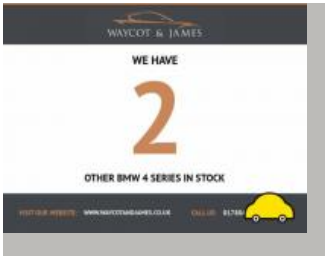 WAYCOT & JAMES
WE HAVE
2
OTHER BMW 4 SERIES IN STOCK
VISIT OUR WEBSITE: WWW.WAYCOTANDJAMES.CO.UK CALL US: 01788